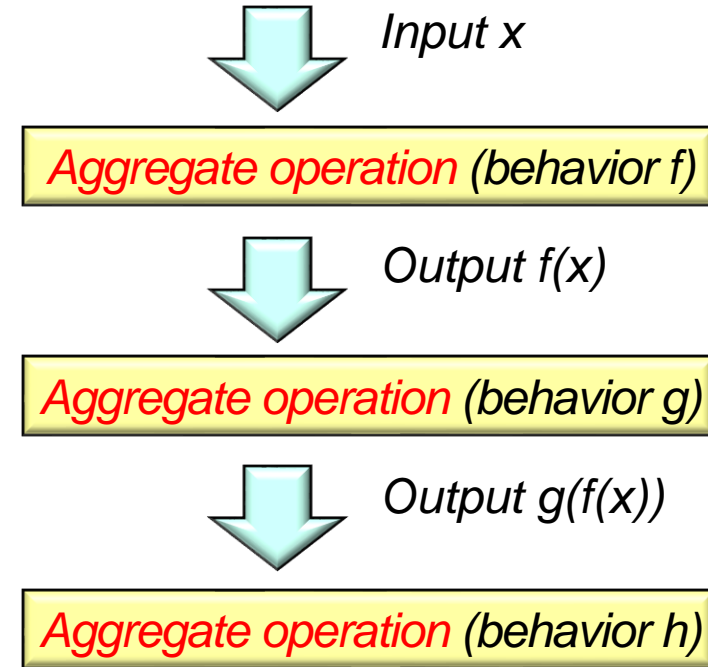 Input x
Aggregate operation (behavior f)
Output f(x)
Aggregate operation (behavior g)
Output g(f(x))
Aggregate operation (behavior h)